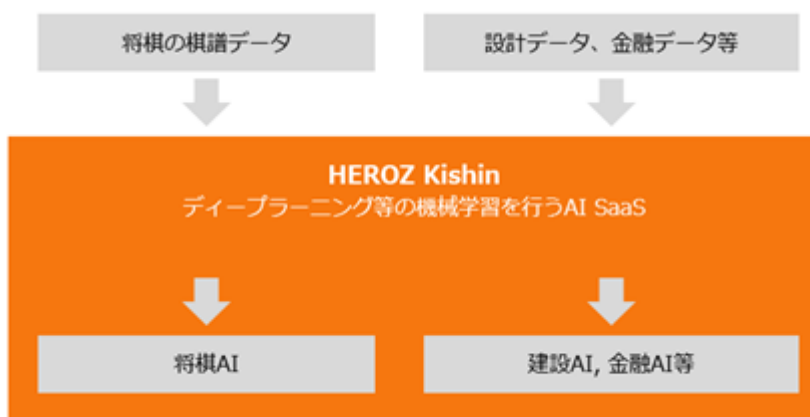 将棋の棋譜データ
設計データ、金融データ等
HEROZ Kishin
ディープラーニング等の機械学習を行うAI SaaS
将棋AI
建設AI, 金融AI等